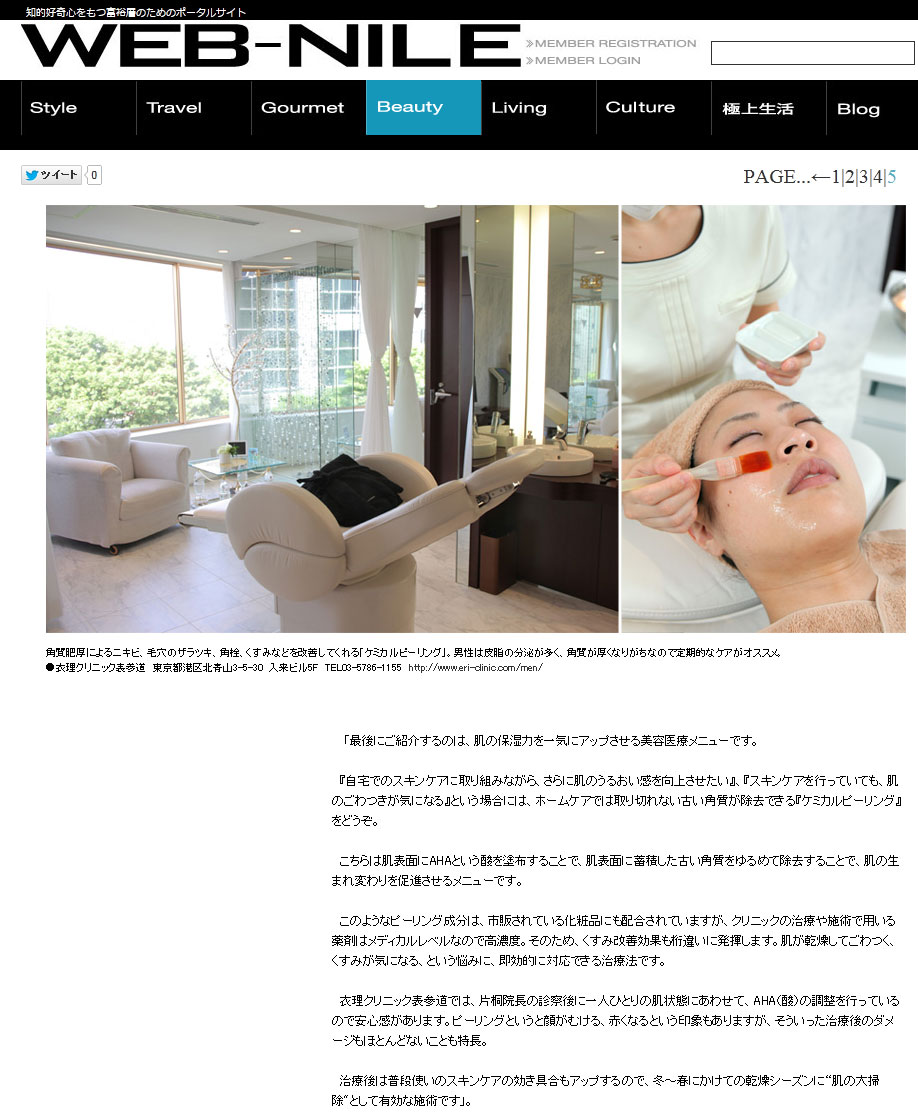 知的好奇心をもつ富裕層のためのポータルサイト
WEB-NILE
≫MEMBER REGISTRATION
≫MEMBER LOGIN
Style Travel Gourmet Beauty Living Culture 極上生活 Blog
ツイート 0
PAGE...←1|2|3|4|5
角質肥厚によるニキビ、毛穴のザラツキ、角栓、くすみなどを改善してくれる「ケミカルピーリング」。男性は皮脂の分泌が多く、角質が厚くなりがちなので定期的なケアがオススメ。
●衣理クリニック表参道　東京都港区北青山3-5-30　入来ビル5F　TEL03-5786-1155　http://www.eri-clinic.com/men/
「最後にご紹介するのは、肌の保湿力を一気にアップさせる美容医療メニューです。
『自宅でのスキンケアに取り組みながら、さらに肌のうるおい感を向上させたい』、『スキンケアを行っていても、肌
のごわつきが気になる』という場合には、ホームケアでは取り切れない古い角質が除去できる『ケミカルピーリング』
をどうぞ。
こちらは肌表面にAHAという酸を塗布することで、肌表面に蓄積した古い角質をゆるめて除去することで、肌の生
まれ変わりを促進させるメニューです。
このようなピーリング成分は、市販されている化粧品にも配合されていますが、クリニックの治療や施術で用いる
薬剤はメディカルレベルなので高濃度。そのため、くすみ改善効果も桁違いに発揮します。肌が乾燥してごわつく、
くすみが気になる、という悩みに、即効的に対応できる治療法です。
衣理クリニック表参道では、片桐院長の診察後に一人ひとりの肌状態にあわせて、AHA（酸）の調整を行っている
ので安心感があります。ピーリングというと顔がむける、赤くなるという印象もありますが、そういった治療後のダメ
ージもほとんどないことも特長。
治療後は普段使いのスキンケアの効き具合もアップするので、冬～春にかけての乾燥シーズンに“肌の大掃
除“として有効な施術です」。